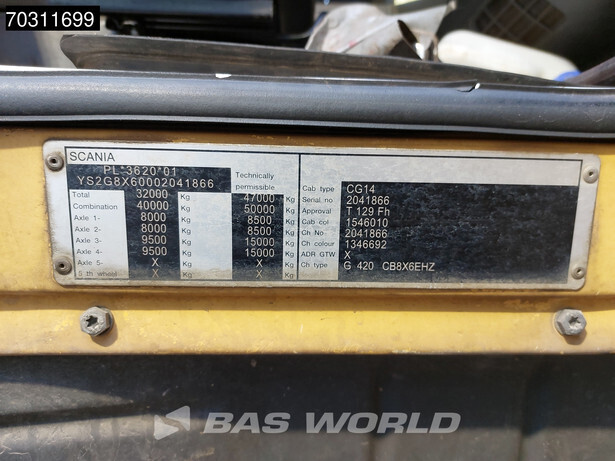 70311699
SCANIA
PL*3620*01
YS2G8X60002041866
Technically permissible
Total 32000 Kg 47000 Kg
Combination 40000 Kg 50000 Kg
Axle 1- 8000 Kg 8500 Kg
Axle 2- 8000 Kg 8500 Kg
Axle 3- 9500 Kg 15000 Kg
Axle 4- 9500 Kg 15000 Kg
Axle 5- X Kg X Kg
5 th wheel X Kg X Kg
Cab type CG14
Serial no. 2041866
Approval T 129 Fh
Cab col 1546010
Ch No 2041866
Ch colour 1346692
ADR GTW X
Ch. type G 420 CB8X6EHZ
BAS WORLD